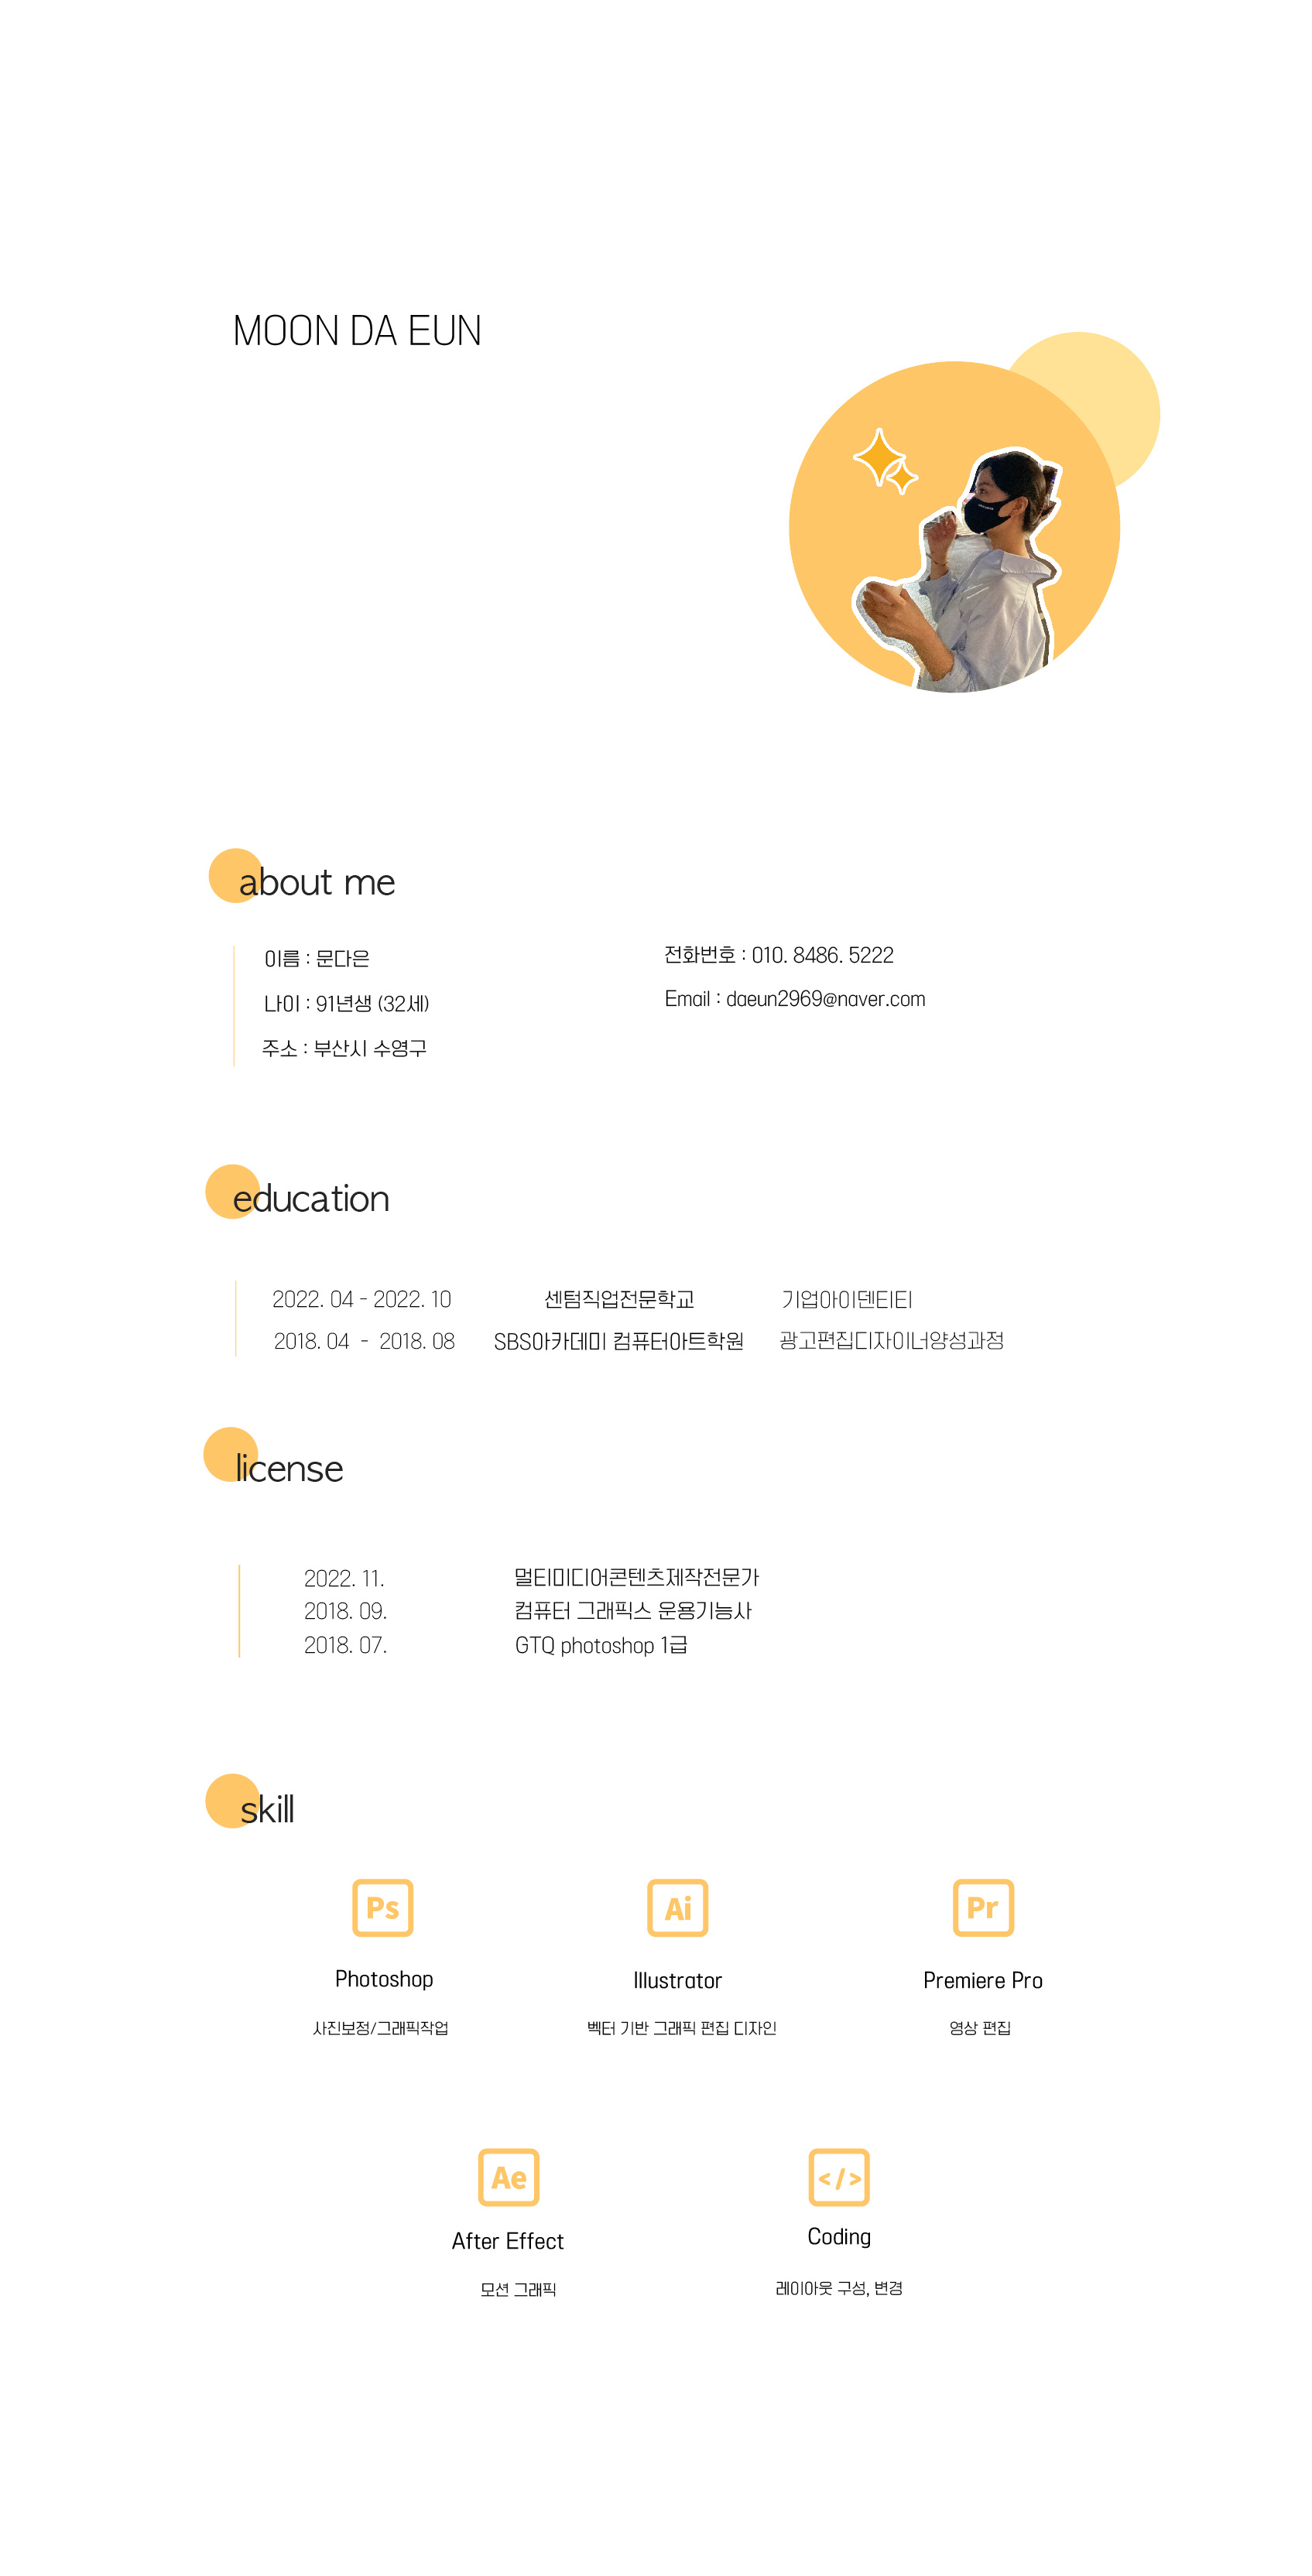 MOON DA EUN
about me
이름 : 문다은
나이 : 91년생 (32세)
주소 : 부산시 수영구
전화번호 : 010. 8486. 5222
Email : daeun2969@naver.com
education
2022. 04 - 2022. 10 센텀직업전문학교 기업아이덴티티
2018. 04 - 2018. 08 SBS아카데미 컴퓨터아트학원 광고편집디자이너양성과정
license
2022. 11. 멀티미디어콘텐츠제작전문가
2018. 09. 컴퓨터 그래픽스 운용기능사
2018. 07. GTQ photoshop 1급
skill
Ps Ai Pr
Photoshop Illustrator Premiere Pro
사진보정/그래픽작업 벡터 기반 그래픽 편집 디자인 영상 편집
Ae </>
After Effect Coding
모션 그래픽 레이아웃 구성, 변경